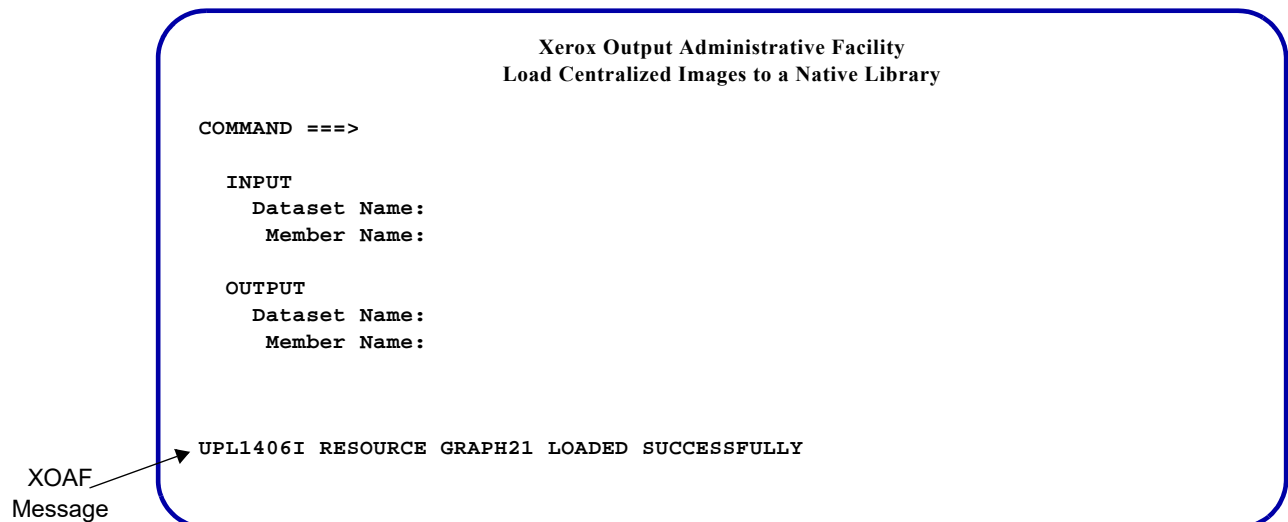 Xerox Output Administrative Facility
Load Centralized Images to a Native Library
COMMAND ===>
INPUT
Dataset Name:
Member Name:
OUTPUT
Dataset Name:
Member Name:
UPL1406I RESOURCE GRAPH21 LOADED SUCCESSFULLY
XOAF
Message